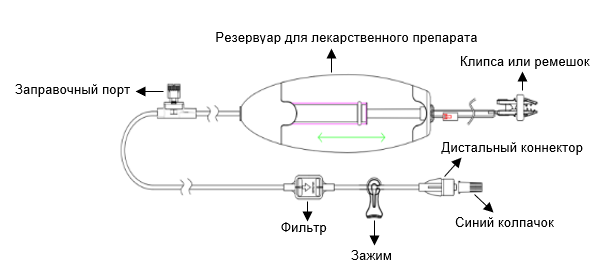 Резервуар для лекарственного препарата
Клипса или ремешок
Заправочный порт
Дистальный коннектор
Синий колпачок
Фильтр
Зажим